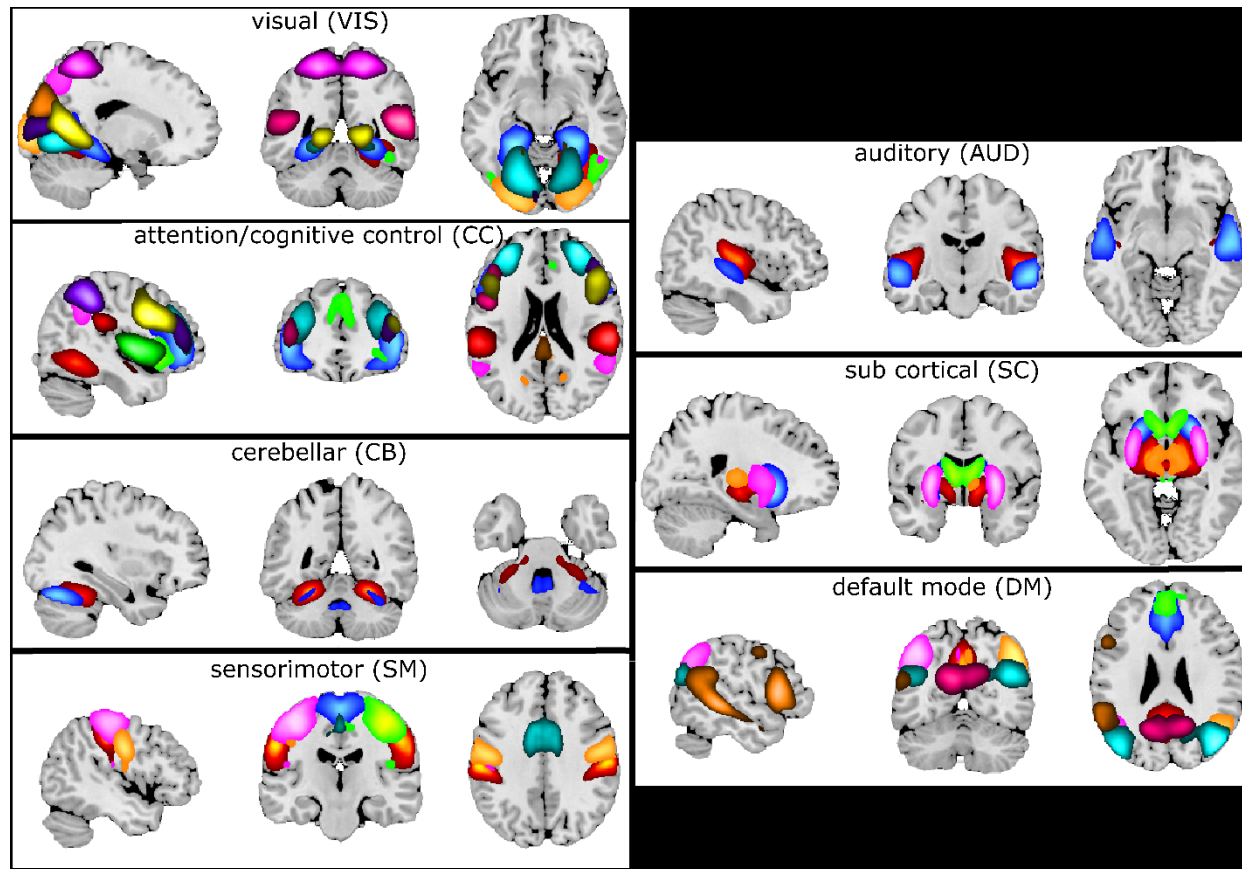 visual (VIS)
attention/cognitive control (CC)
cerebellar (CB)
sensorimotor (SM)
auditory (AUD)
sub cortical (SC)
default mode (DM)